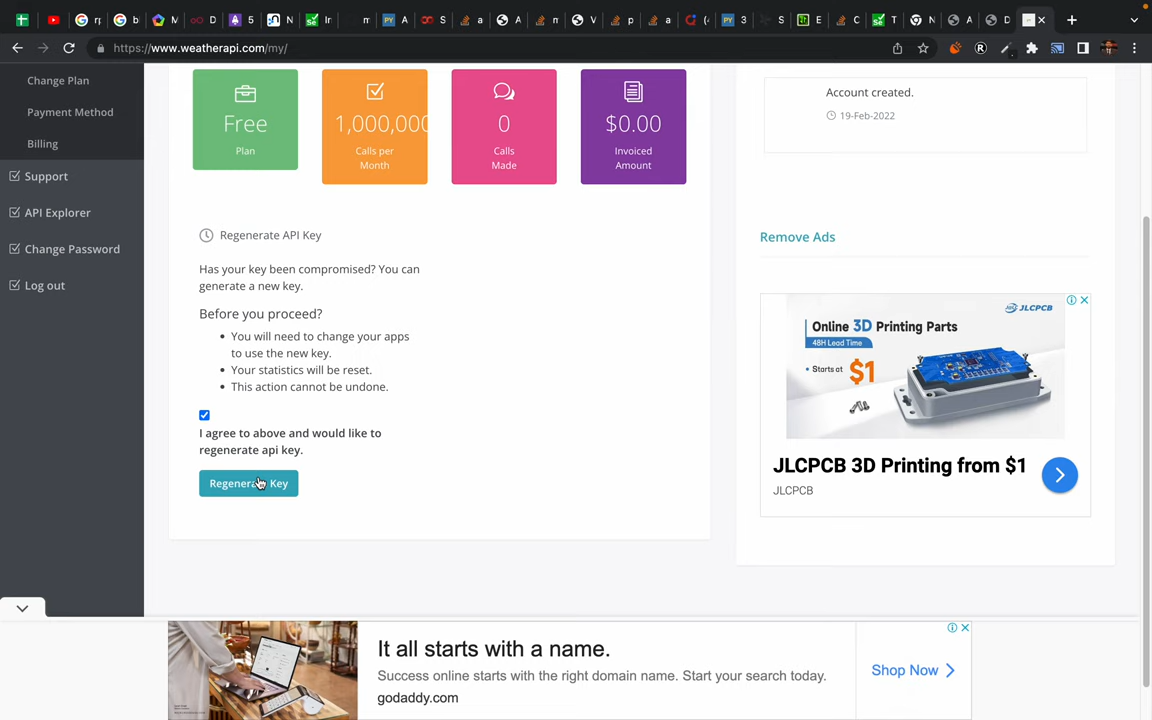 https://www.weatherapi.com/my/
Change Plan
Payment Method
Billing
Support
API Explorer
Change Password
Log out
Free
Plan
1,000,000
Calls per
Month
0
Calls
Made
$0.00
Invoiced
Amount
Regenerate API Key
Has your key been compromised? You can
generate a new key.
Before you proceed?
You will need to change your apps
to use the new key.
Your statistics will be reset.
This action cannot be undone.
I agree to above and would like to
regenerate api key.
Regenerate Key
Account created.
19-Feb-2022
Remove Ads
JLCPCB
Online 3D Printing Parts
48H Lead Time
Starts at $1
JLCPCB 3D Printing from $1
JLCPCB
It all starts with a name.
Success online starts with the right domain name. Start your search today.
godaddy.com
Shop Now